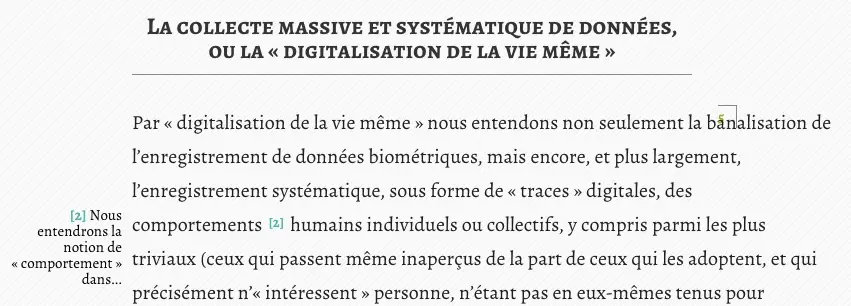 La collecte massive et systématique de données,
ou la « digitalisation de la vie même »
5
Par « digitalisation de la vie même » nous entendons non seulement la banalisation de
l’enregistrement de données biométriques, mais encore, et plus largement,
l’enregistrement systématique, sous forme de « traces » digitales, des
comportements [2] humains individuels ou collectifs, y compris parmi les plus
triviaux (ceux qui passent même inaperçus de la part de ceux qui les adoptent, et qui
précisément n’« intéressent » personne, n’étant pas en eux-mêmes tenus pour
[2] Nous
entendrons la
notion de
« comportement »
dans...